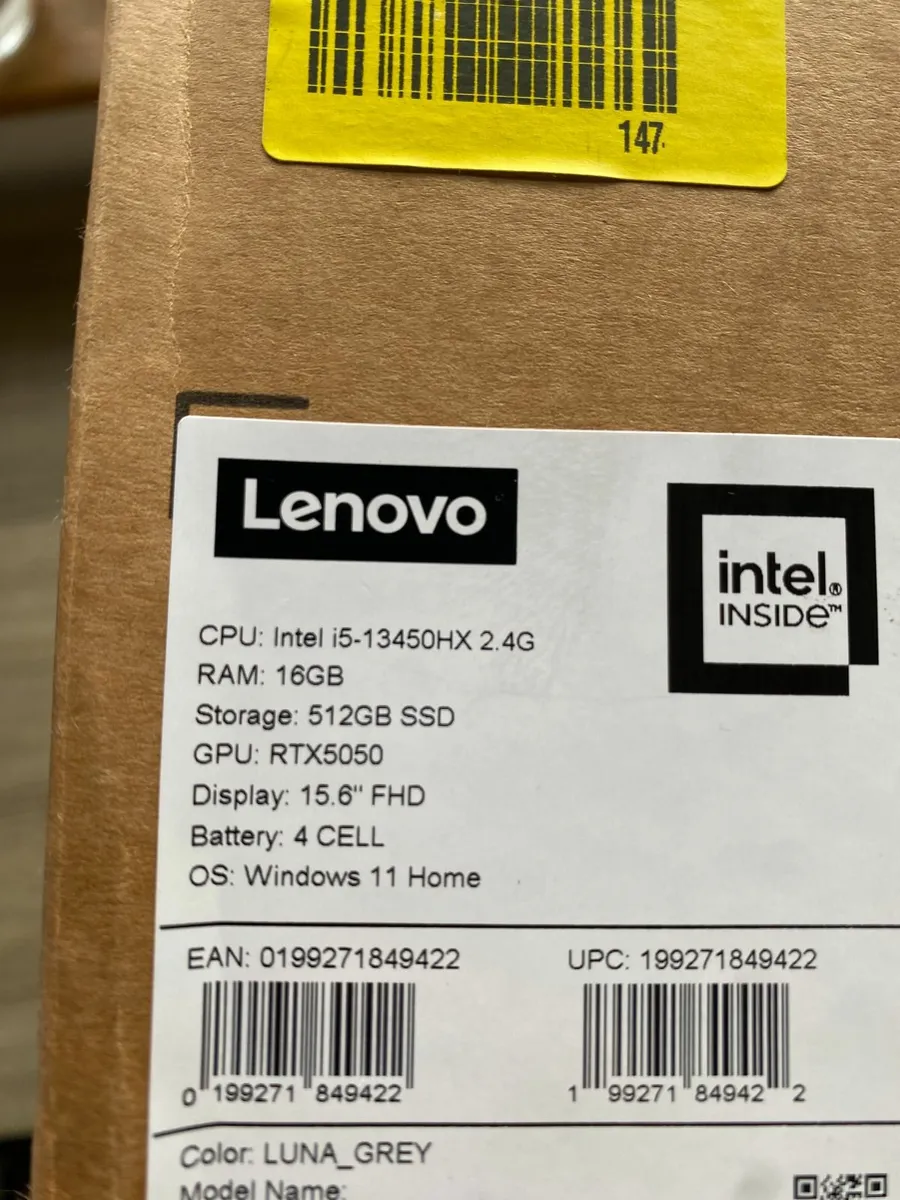 147
Lenovo
intel®
INSIDe™
CPU: Intel i5-13450HX 2.4G
RAM: 16GB
Storage: 512GB SSD
GPU: RTX5050
Display: 15.6" FHD
Battery: 4 CELL
OS: Windows 11 Home
EAN: 0199271849422
UPC: 199271849422
0 199271 849422
1 99271 84942 2
Color: LUNA_GREY
Model Name: